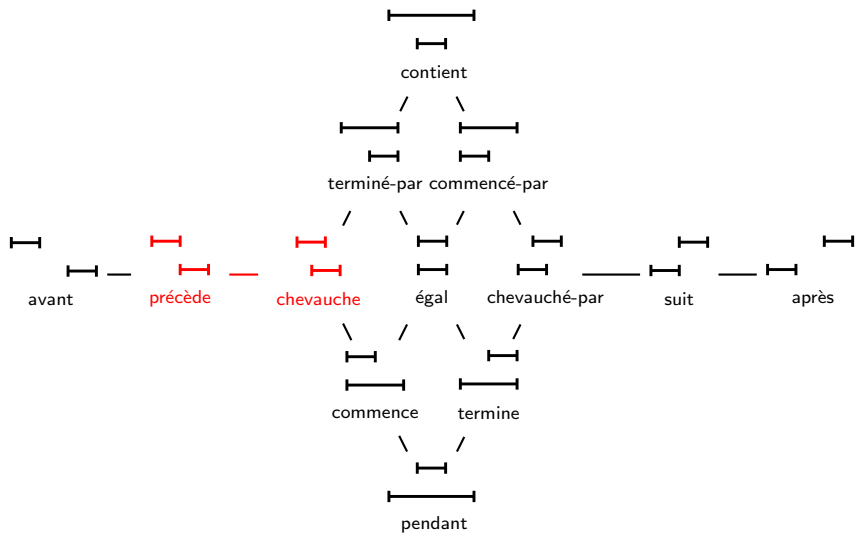 contient
terminé-par commencé-par
avant précède chevauche égal chevauché-par suit après
commence termine
pendant